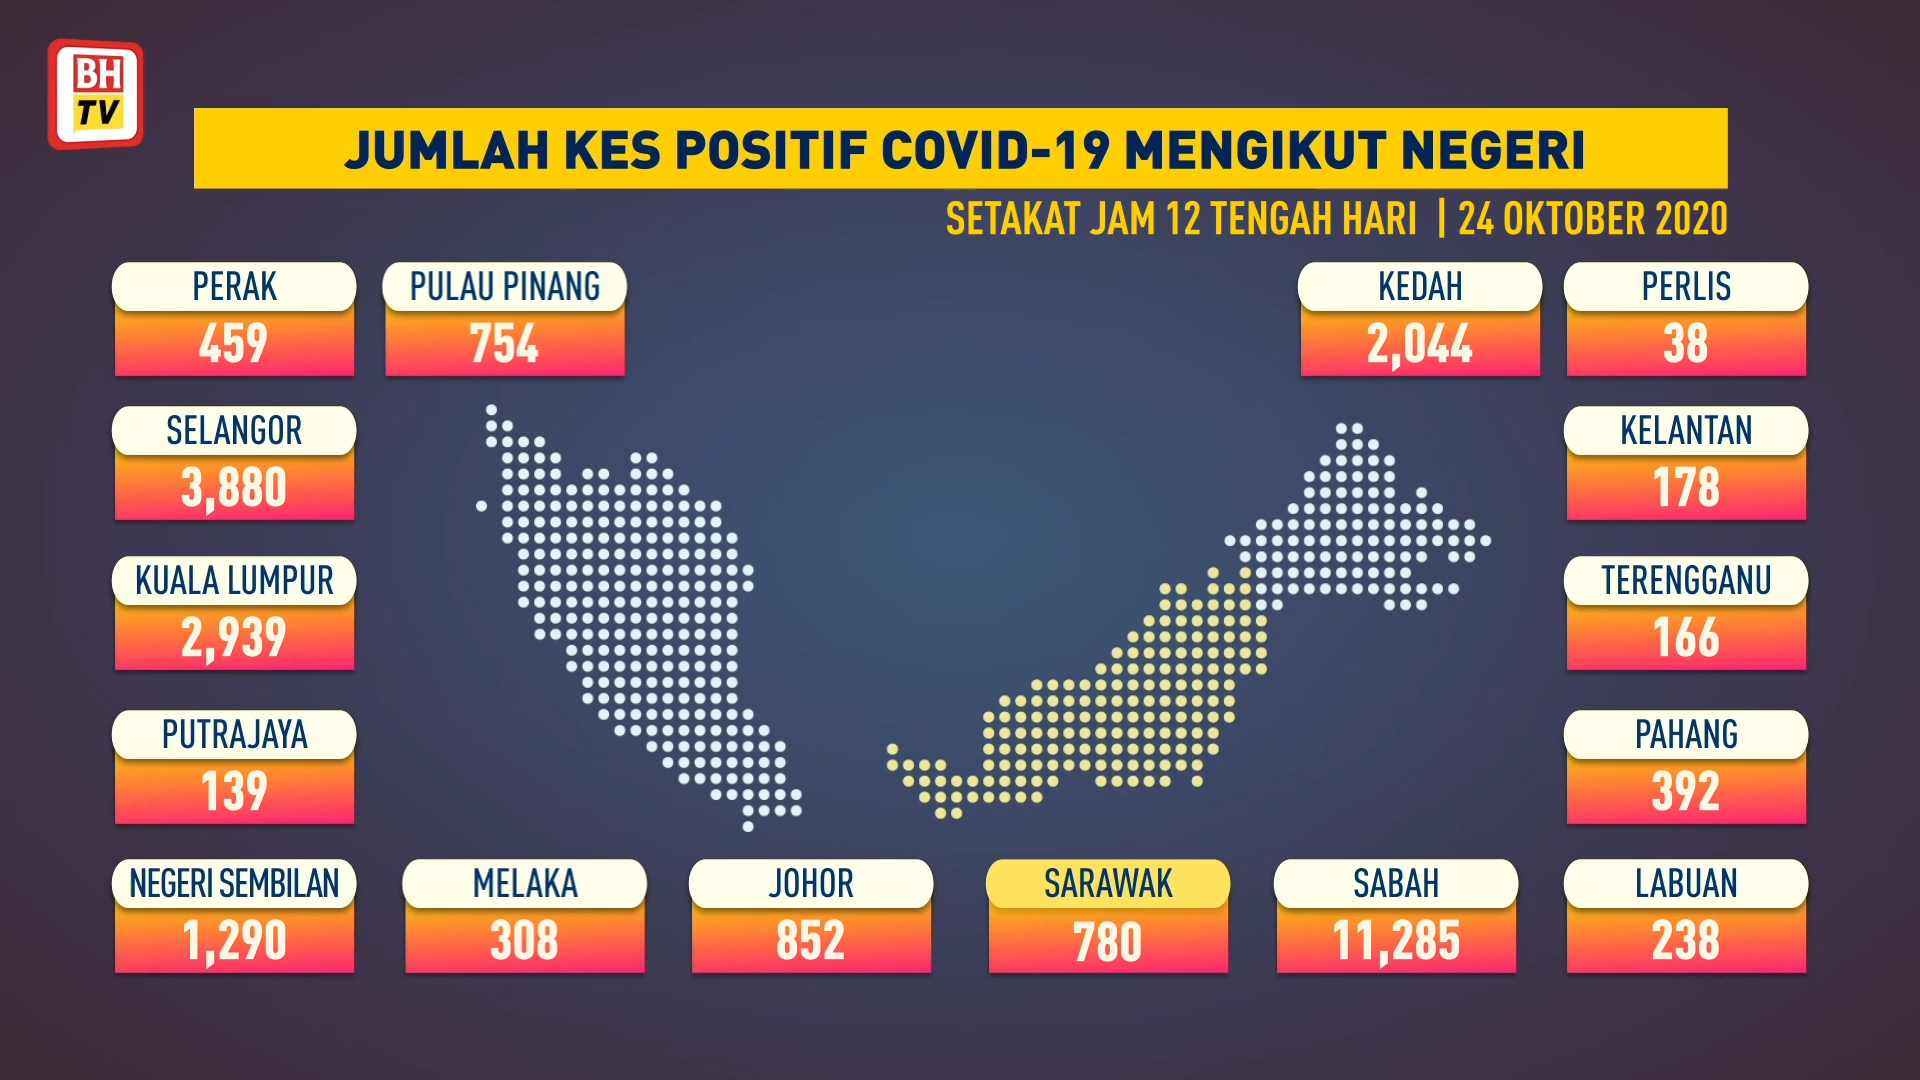 BH
TV
JUMLAH KES POSITIF COVID-19 MENGIKUT NEGERI
SETAKAT JAM 12 TENGAH HARI | 24 OKTOBER 2020
PERAK
459
PULAU PINANG
754
KEDAH
2,044
PERLIS
38
SELANGOR
3,880
KELANTAN
178
KUALA LUMPUR
2,939
TERENGGANU
166
PUTRAJAYA
139
PAHANG
392
NEGERI SEMBILAN
1,290
MELAKA
308
JOHOR
852
SARAWAK
780
SABAH
11,285
LABUAN
238